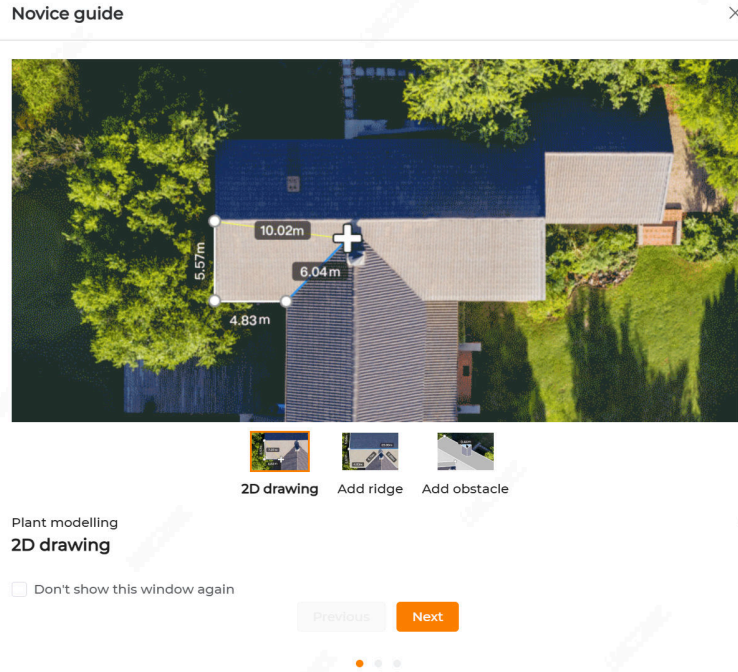 Novice guide
10.02m
5.57m
6.04m
4.83m
2D drawing
Add ridge
Add obstacle
Plant modelling
2D drawing
Don't show this window again
Previous
Next